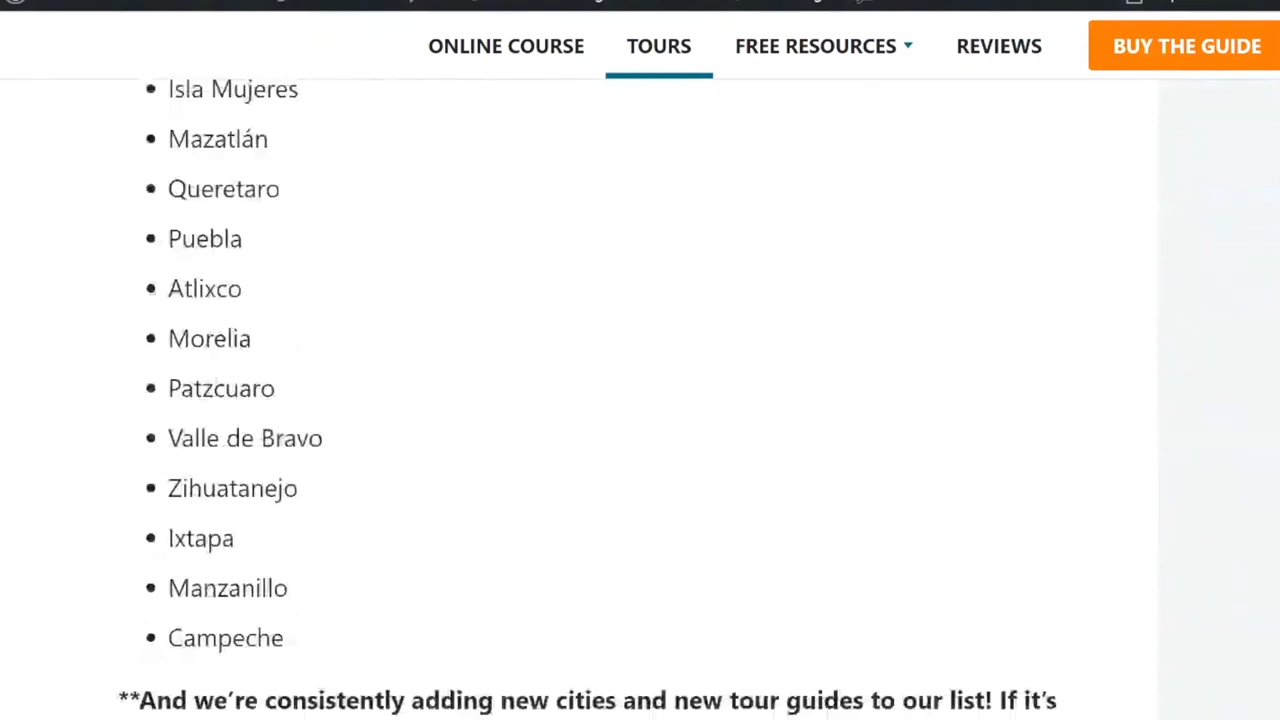 ONLINE COURSE TOURS FREE RESOURCES REVIEWS BUY THE GUIDE
• Isla Mujeres
• Mazatlán
• Queretaro
• Puebla
• Atlixco
• Morelia
• Patzcuaro
• Valle de Bravo
• Zihuatanejo
• Ixtapa
• Manzanillo
• Campeche
**And we’re consistently adding new cities and new tour guides to our list! If it’s